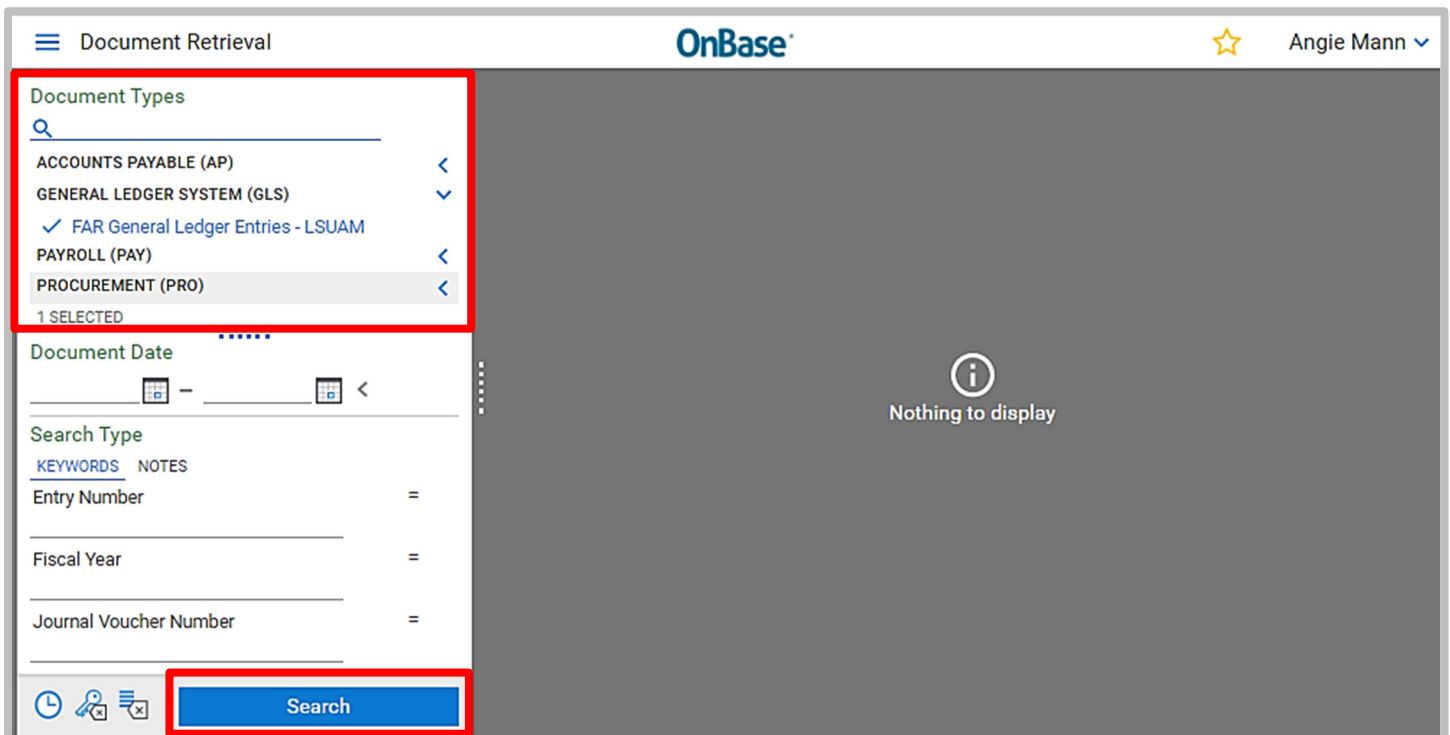 Document Retrieval
OnBase
Angie Mann
Document Types
ACCOUNTS PAYABLE (AP)
GENERAL LEDGER SYSTEM (GLS)
FAR General Ledger Entries - LSUAM
PAYROLL (PAY)
PROCUREMENT (PRO)
1 SELECTED
Document Date
–
Search Type
KEYWORDS NOTES
Entry Number =
Fiscal Year =
Journal Voucher Number =
Search
Nothing to display